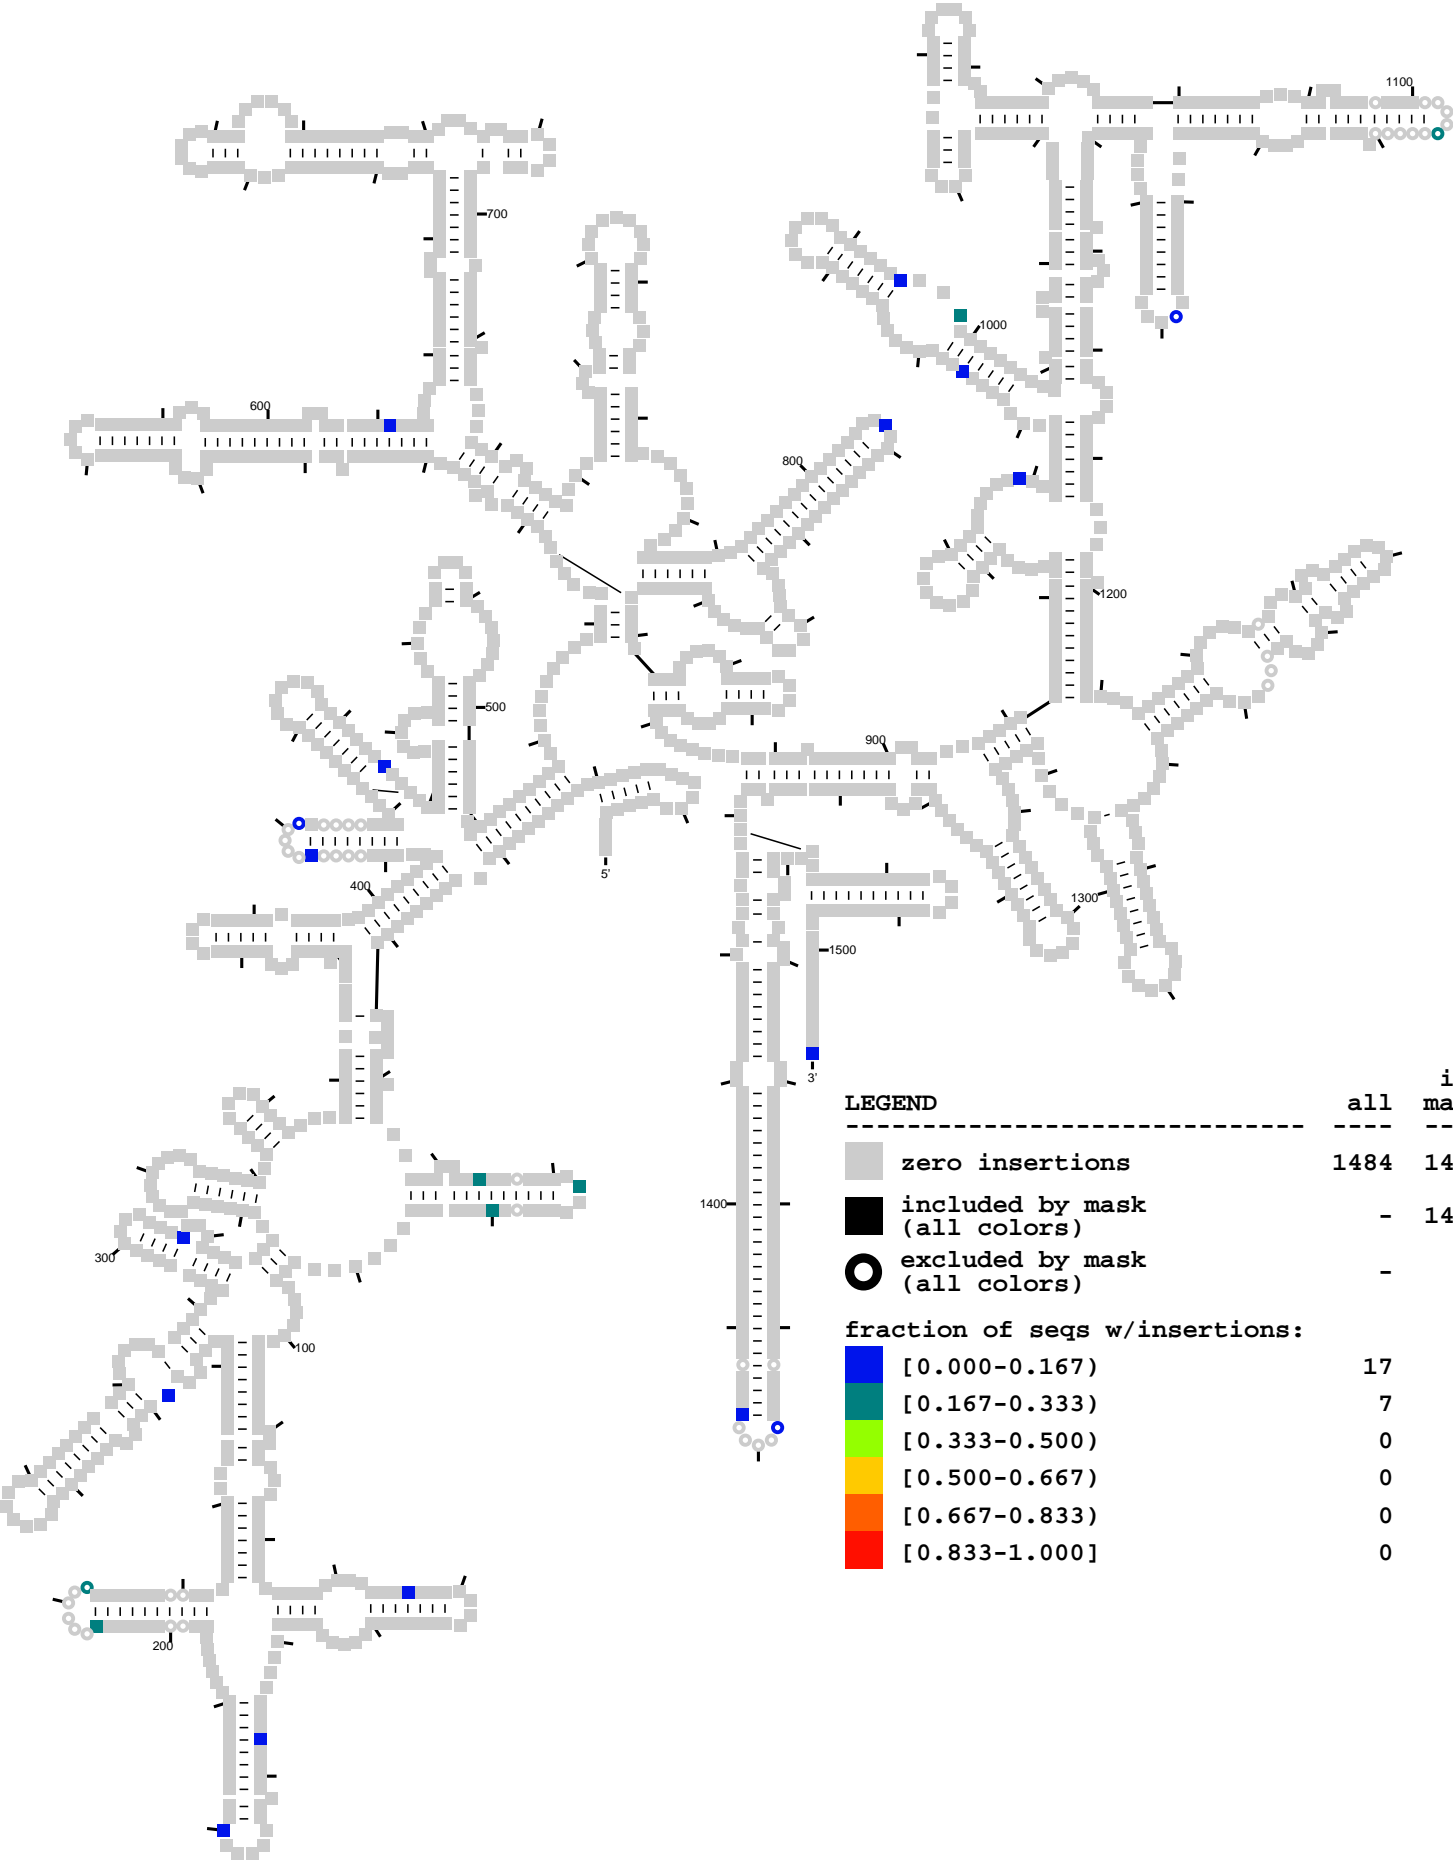 1100
700
1000
600
800
1200
500
900
400
5'
1300
1500
3'
i
LEGEND all ma
---------------------------- ---- --
zero insertions 1484 14
1400
included by mask
(all colors) - 14
300
excluded by mask
(all colors) -
fraction of seqs w/insertions:
100
[0.000-0.167) 17
[0.167-0.333) 7
[0.333-0.500) 0
[0.500-0.667) 0
[0.667-0.833) 0
[0.833-1.000] 0
200